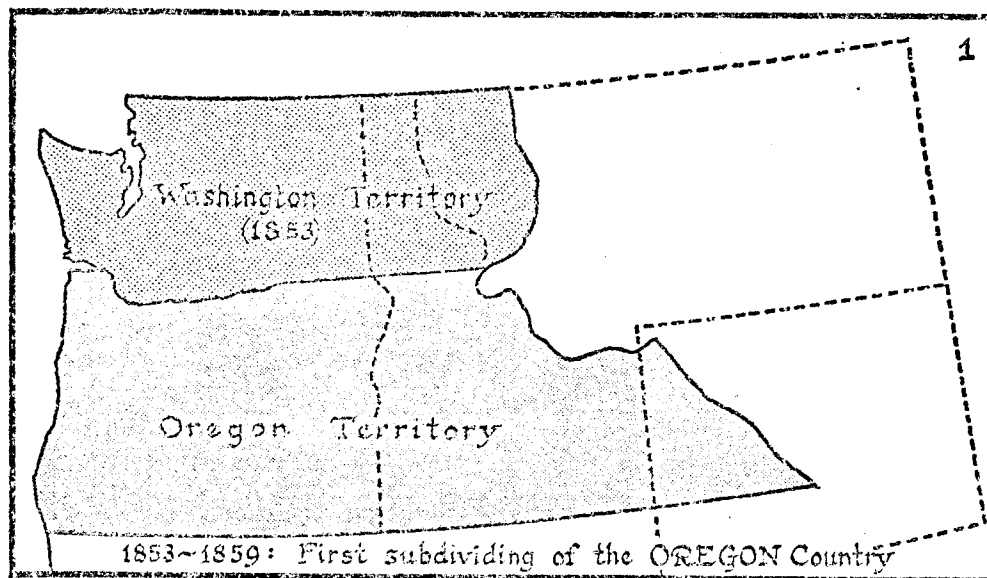 1
Washington Territory
(1853)
Oregon Territory
1853~1859: First subdividing of the OREGON Country